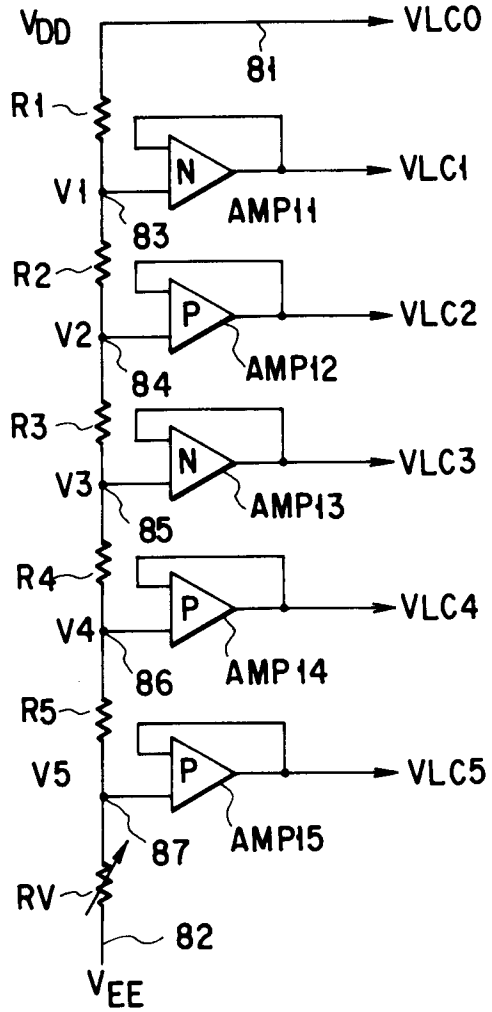 VDD
VLC0
81
R1
N
V1
VLC1
83
AMP11
R2
P
V2
VLC2
84
AMP12
R3
N
V3
VLC3
85
AMP13
R4
P
V4
VLC4
86
AMP14
R5
P
V5
VLC5
87
AMP15
RV
82
VEE